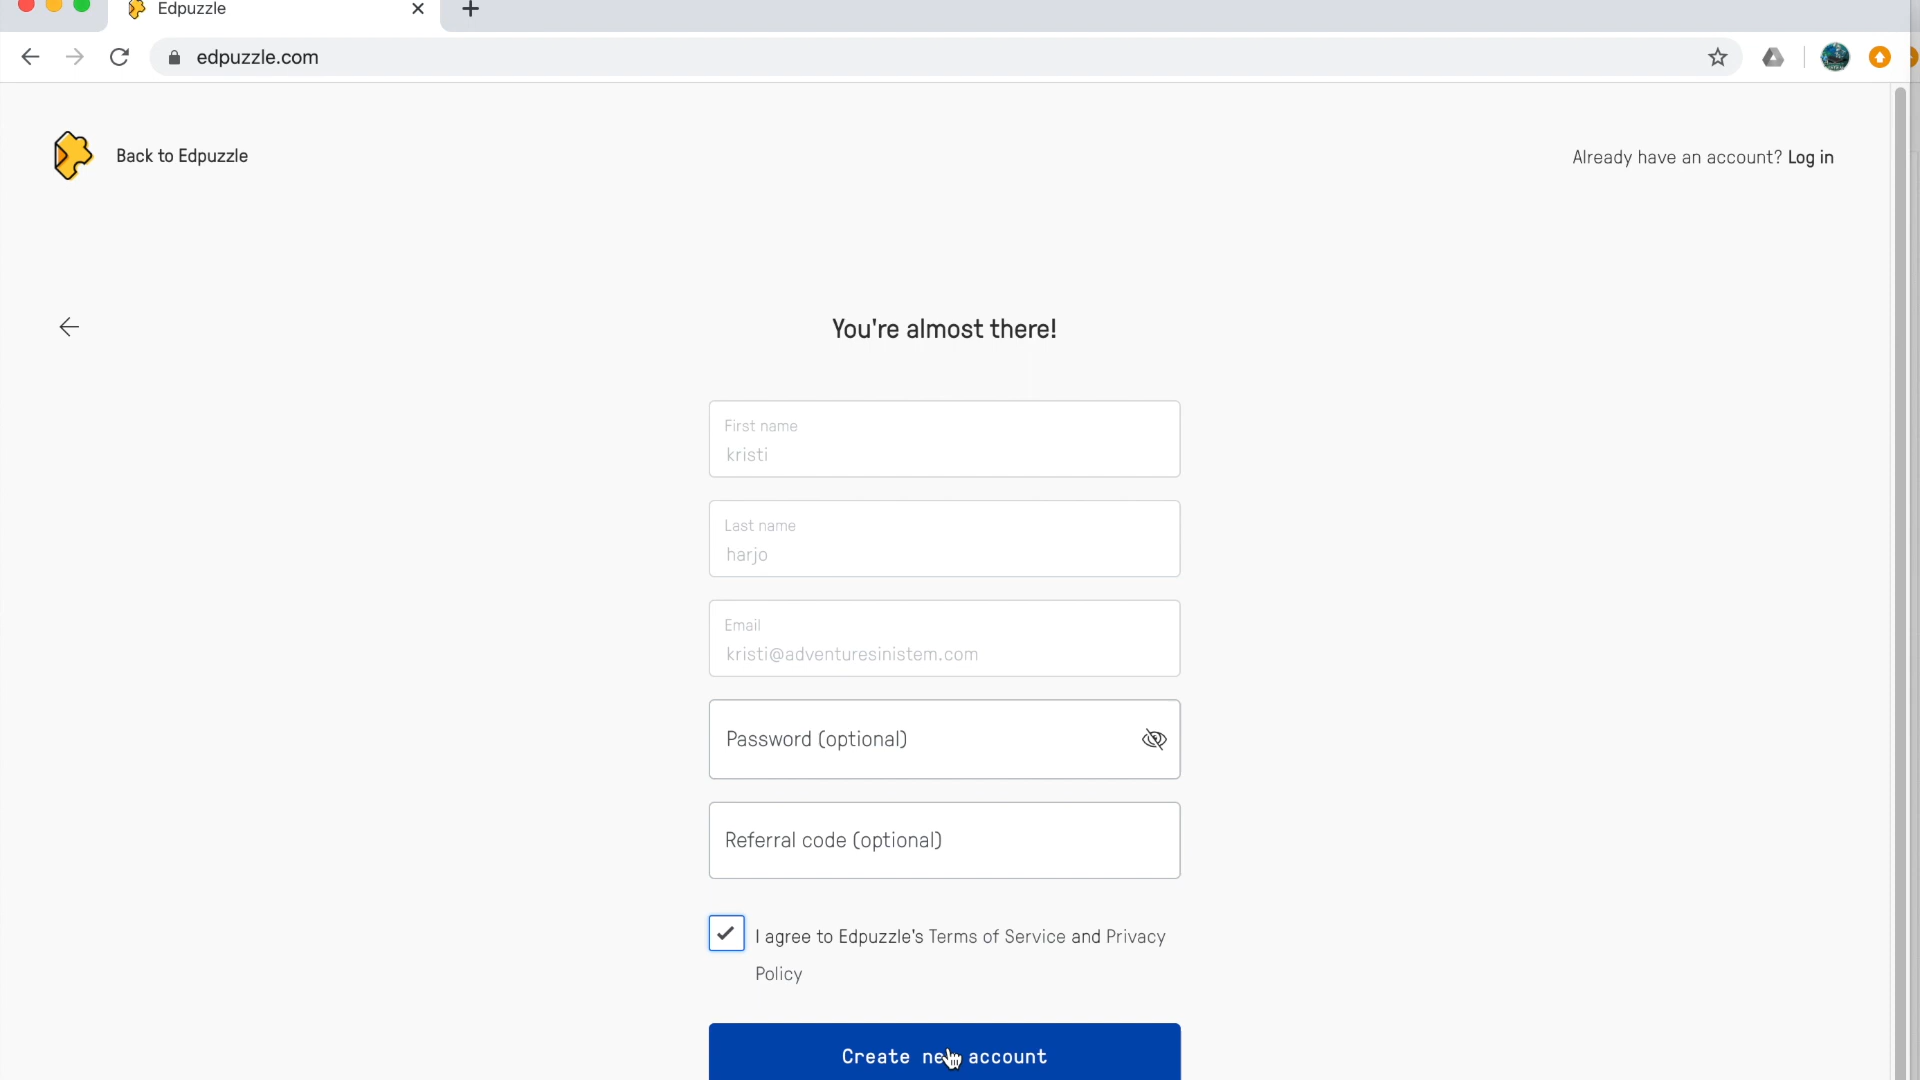 Edpuzzle
edpuzzle.com
Back to Edpuzzle
Already have an account? Log in
You're almost there!
First name
kristi
Last name
harjo
Email
kristi@adventuresinistem.com
Password (optional)
Referral code (optional)
I agree to Edpuzzle's Terms of Service and Privacy
Policy
Create new account